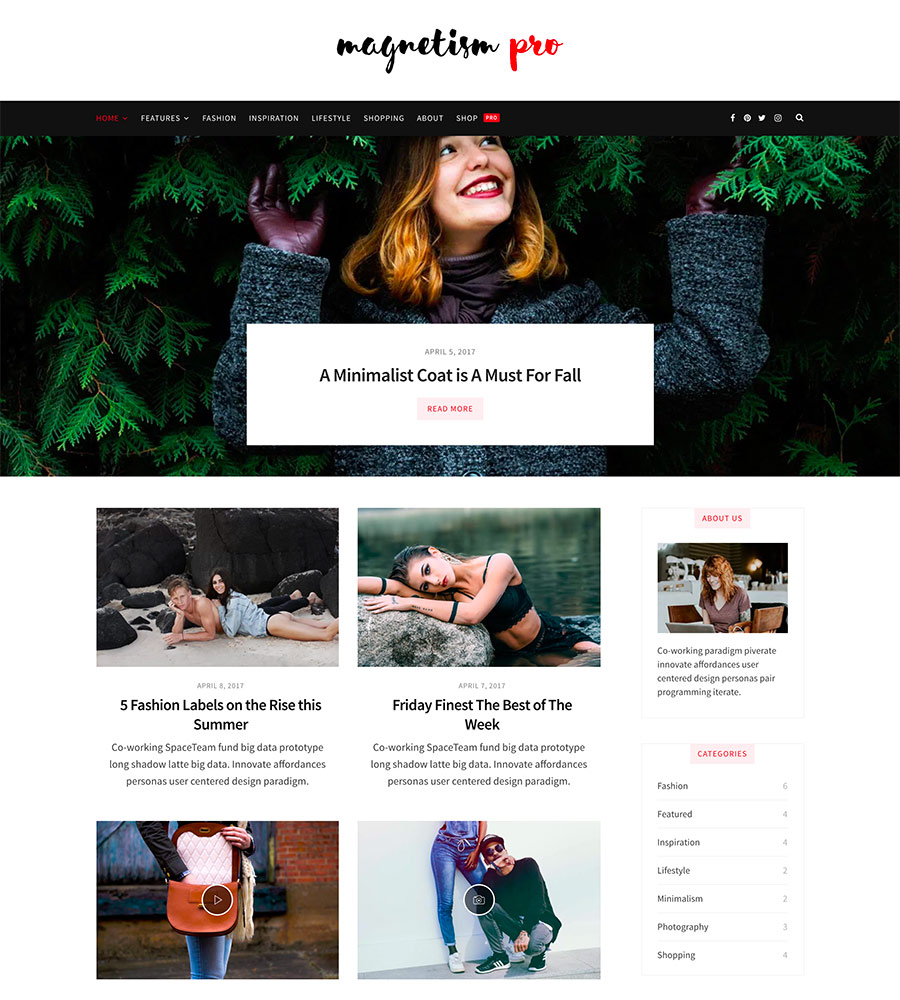 magnetism pro
HOME FEATURES FASHION INSPIRATION LIFESTYLE SHOPPING ABOUT SHOP PRO
APRIL 5, 2017
A Minimalist Coat is A Must For Fall
READ MORE
APRIL 8, 2017
5 Fashion Labels on the Rise this
Summer
Co-working SpaceTeam fund big data prototype
long shadow latte big data. Innovate affordances
personas user centered design paradigm.
APRIL 7, 2017
Friday Finest The Best of The
Week
Co-working SpaceTeam fund big data prototype
long shadow latte big data. Innovate affordances
personas user centered design paradigm.
ABOUT US
Co-working paradigm piverate
innovate affordances user
centered design personas pair
programming iterate.
CATEGORIES
Fashion 6
Featured 4
Inspiration 4
Lifestyle 2
Minimalism 2
Photography 3
Shopping 4